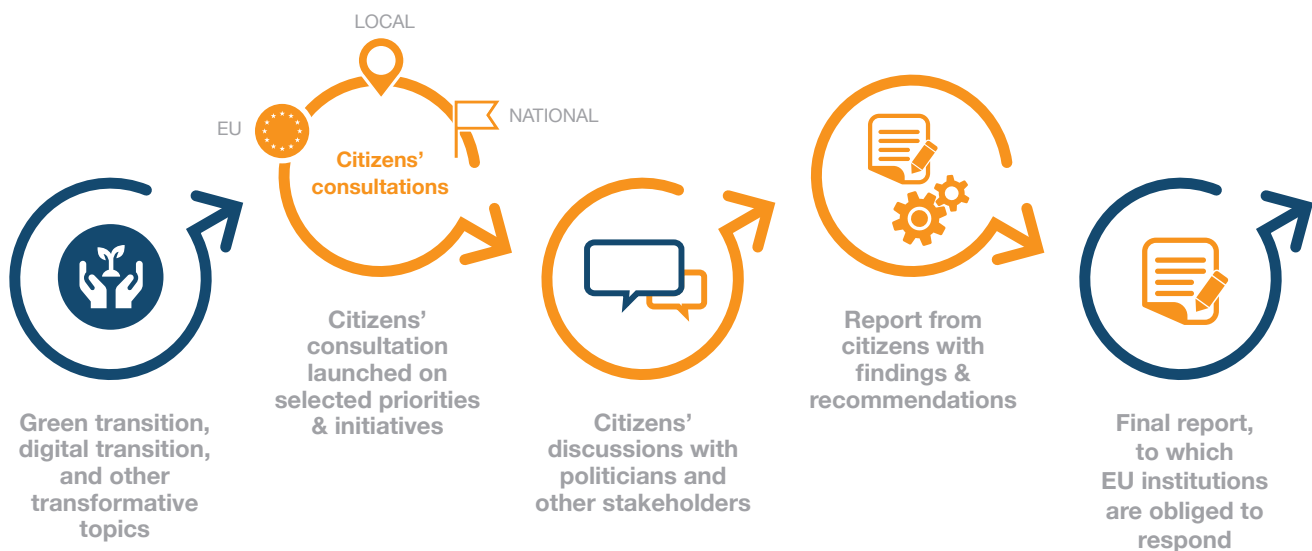 LOCAL
EU
NATIONAL
Citizens’
consultations
Green transition,
digital transition,
and other
transformative
topics
Citizens’
consultation
launched on
selected priorities
& initiatives
Citizens’
discussions with
politicians and
other stakeholders
Report from
citizens with
findings &
recommendations
Final report,
to which
EU institutions
are obliged to
respond